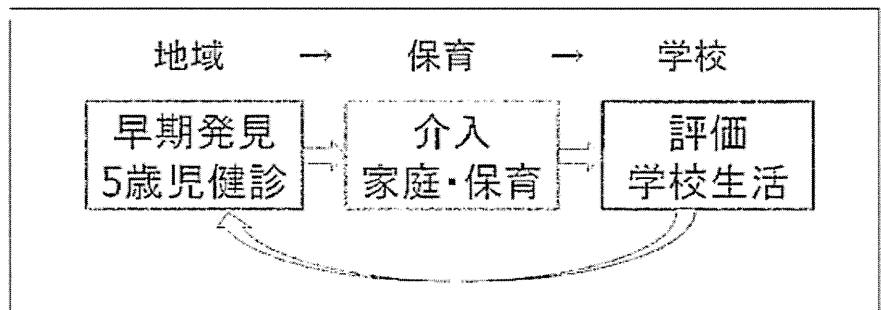 地域 → 保育 → 学校
早期発見 介入 評価
5歳児健診 家庭・保育 学校生活